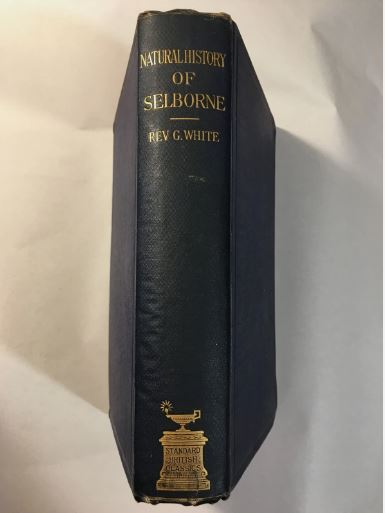 NATURAL HISTORY
OF
SELBORNE
REV G. WHITE
STANDARD
BRITISH
CLASSICS